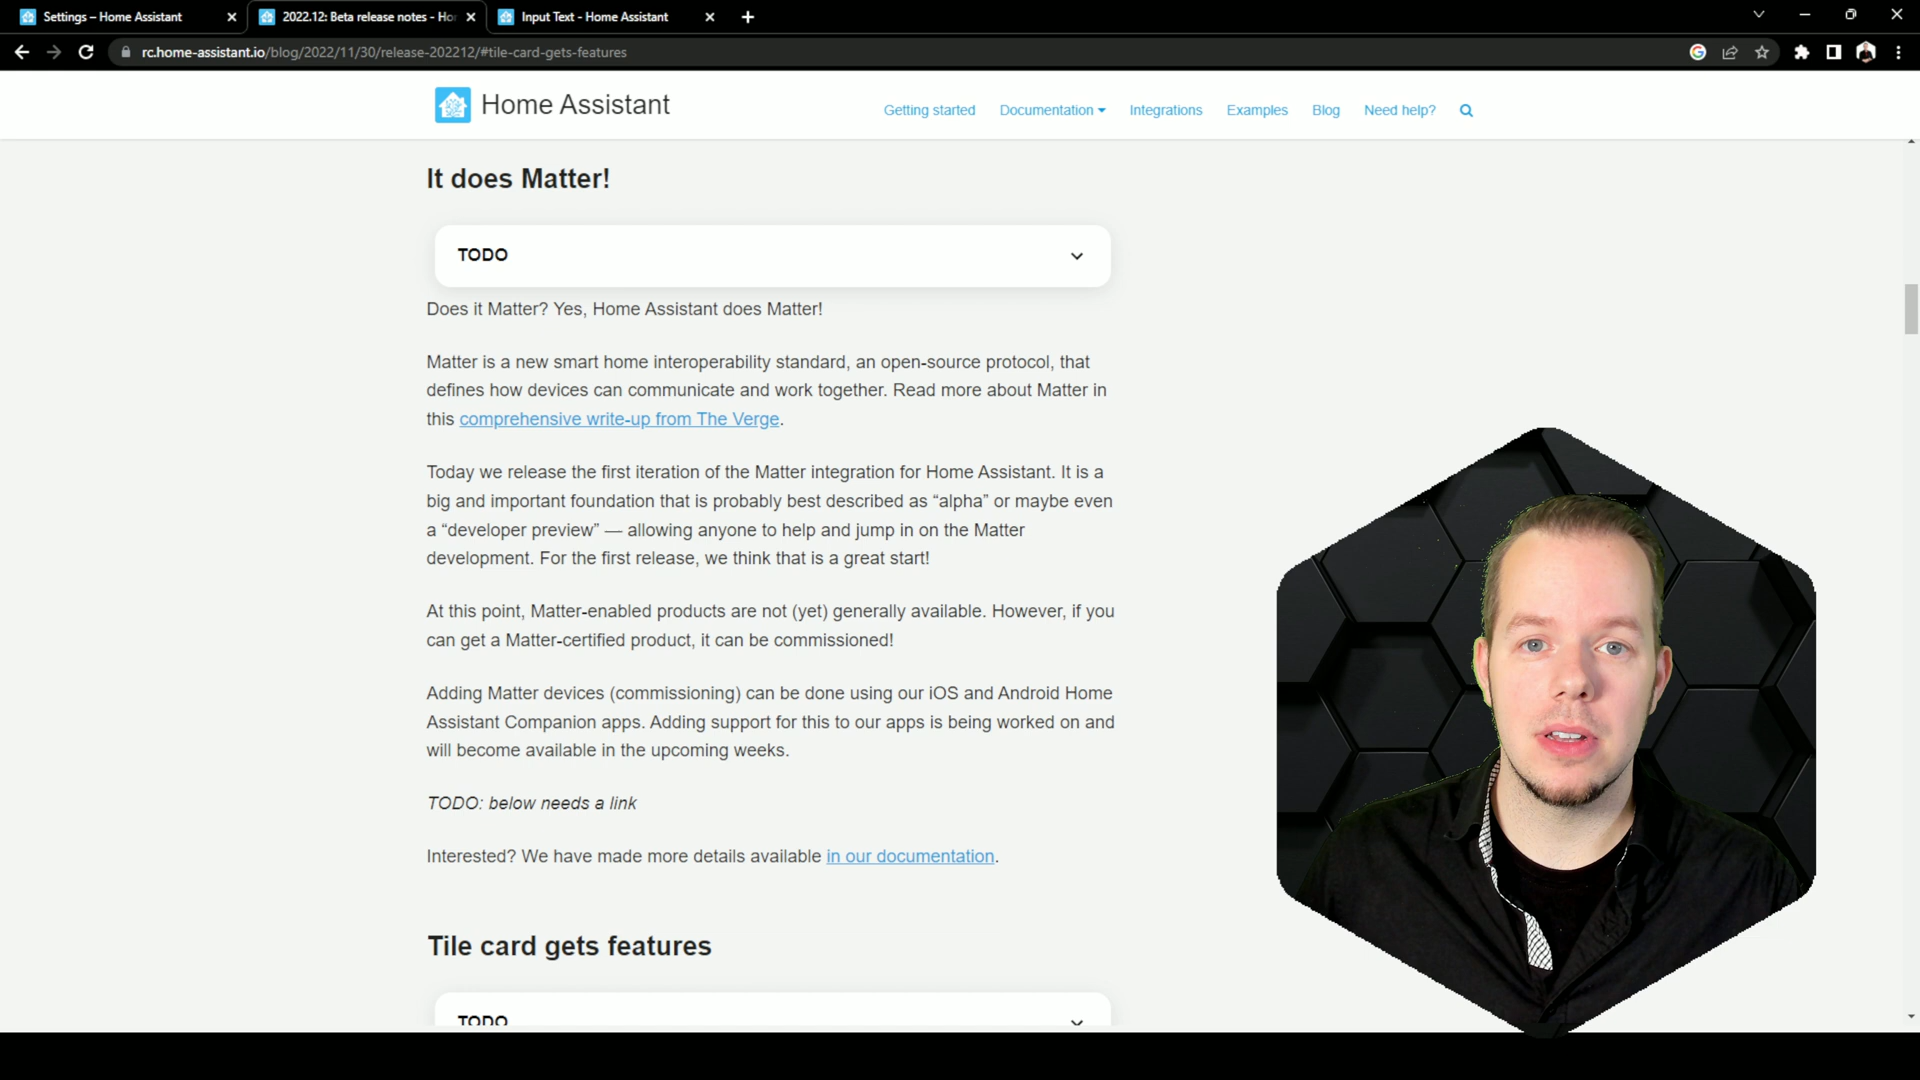 Settings – Home Assistant
2022.12: Beta release notes - Ho
Input Text - Home Assistant
rc.home-assistant.io/blog/2022/11/30/release-202212/#tile-card-gets-features
Home Assistant
Getting started
Documentation
Integrations
Examples
Blog
Need help?
It does Matter!
TODO
Does it Matter? Yes, Home Assistant does Matter!
Matter is a new smart home interoperability standard, an open-source protocol, that
defines how devices can communicate and work together. Read more about Matter in
this comprehensive write-up from The Verge.
Today we release the first iteration of the Matter integration for Home Assistant. It is a
big and important foundation that is probably best described as “alpha” or maybe even
a “developer preview” — allowing anyone to help and jump in on the Matter
development. For the first release, we think that is a great start!
At this point, Matter-enabled products are not (yet) generally available. However, if you
can get a Matter-certified product, it can be commissioned!
Adding Matter devices (commissioning) can be done using our iOS and Android Home
Assistant Companion apps. Adding support for this to our apps is being worked on and
will become available in the upcoming weeks.
TODO: below needs a link
Interested? We have made more details available in our documentation.
Tile card gets features
TODO